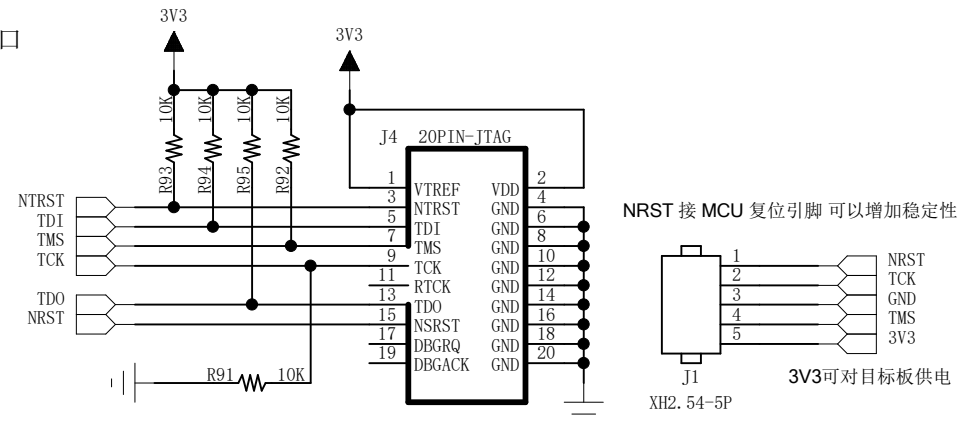 口
3V3
3V3
10K
10K
10K
10K
R93
R94
R95
R92
J4 20PIN-JTAG
NTRST
TDI
TMS
TCK
TDO
NRST
1 VTREF VDD 2
3 NTRST GND 4
5 TDI GND 6
7 TMS GND 8
9 TCK GND 10
11 RTCK GND 12
13 TDO GND 14
15 NSRST GND 16
17 DBGRQ GND 18
19 DBGACK GND 20
R91 10K
NRST 接 MCU 复位引脚 可以增加稳定性
1 NRST
2 TCK
3 GND
4 TMS
5 3V3
J1
XH2.54-5P
3V3可对目标板供电